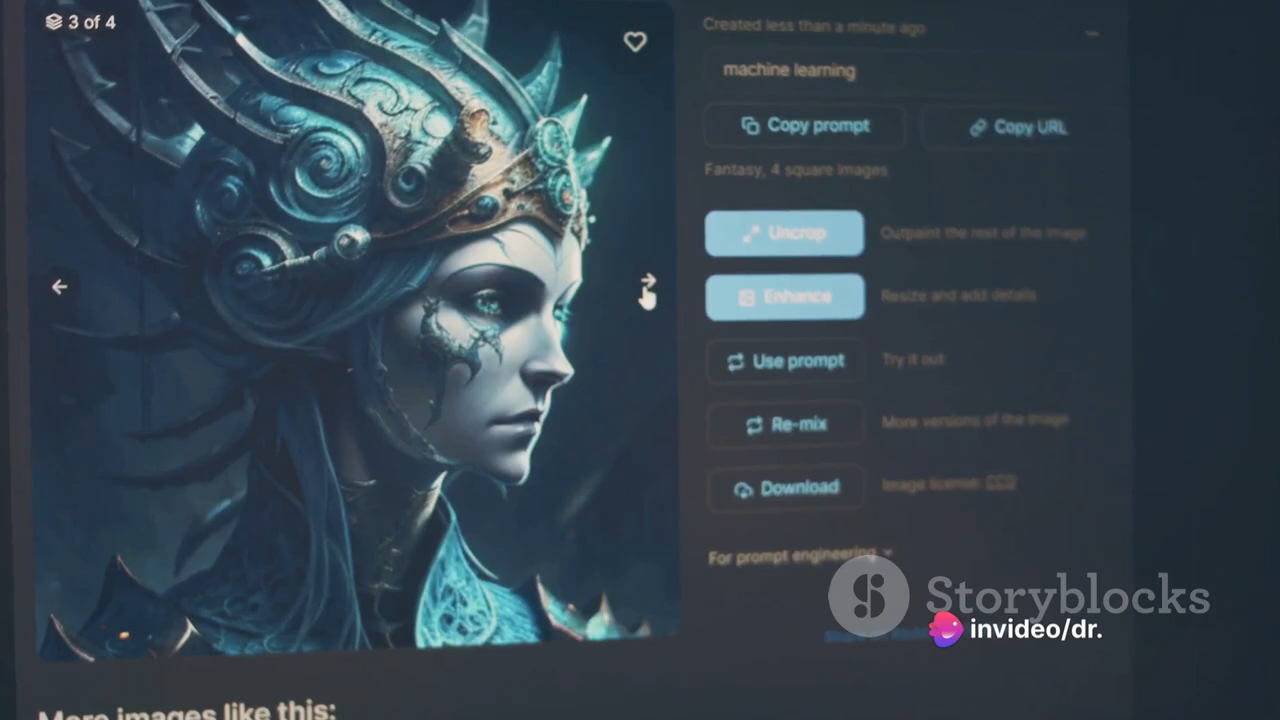 3 of 4
Created less than a minute ago
machine learning
Copy prompt
Copy URL
Fantasy, 4 square images
Uncrop
Outpaint the rest of the image
Enhance
Resize and add details
Use prompt
Try it out
Re-mix
More versions of the image
Download
Image license: CC0
For prompt engineering
Storyblocks
invideo/dr.
More images like this: